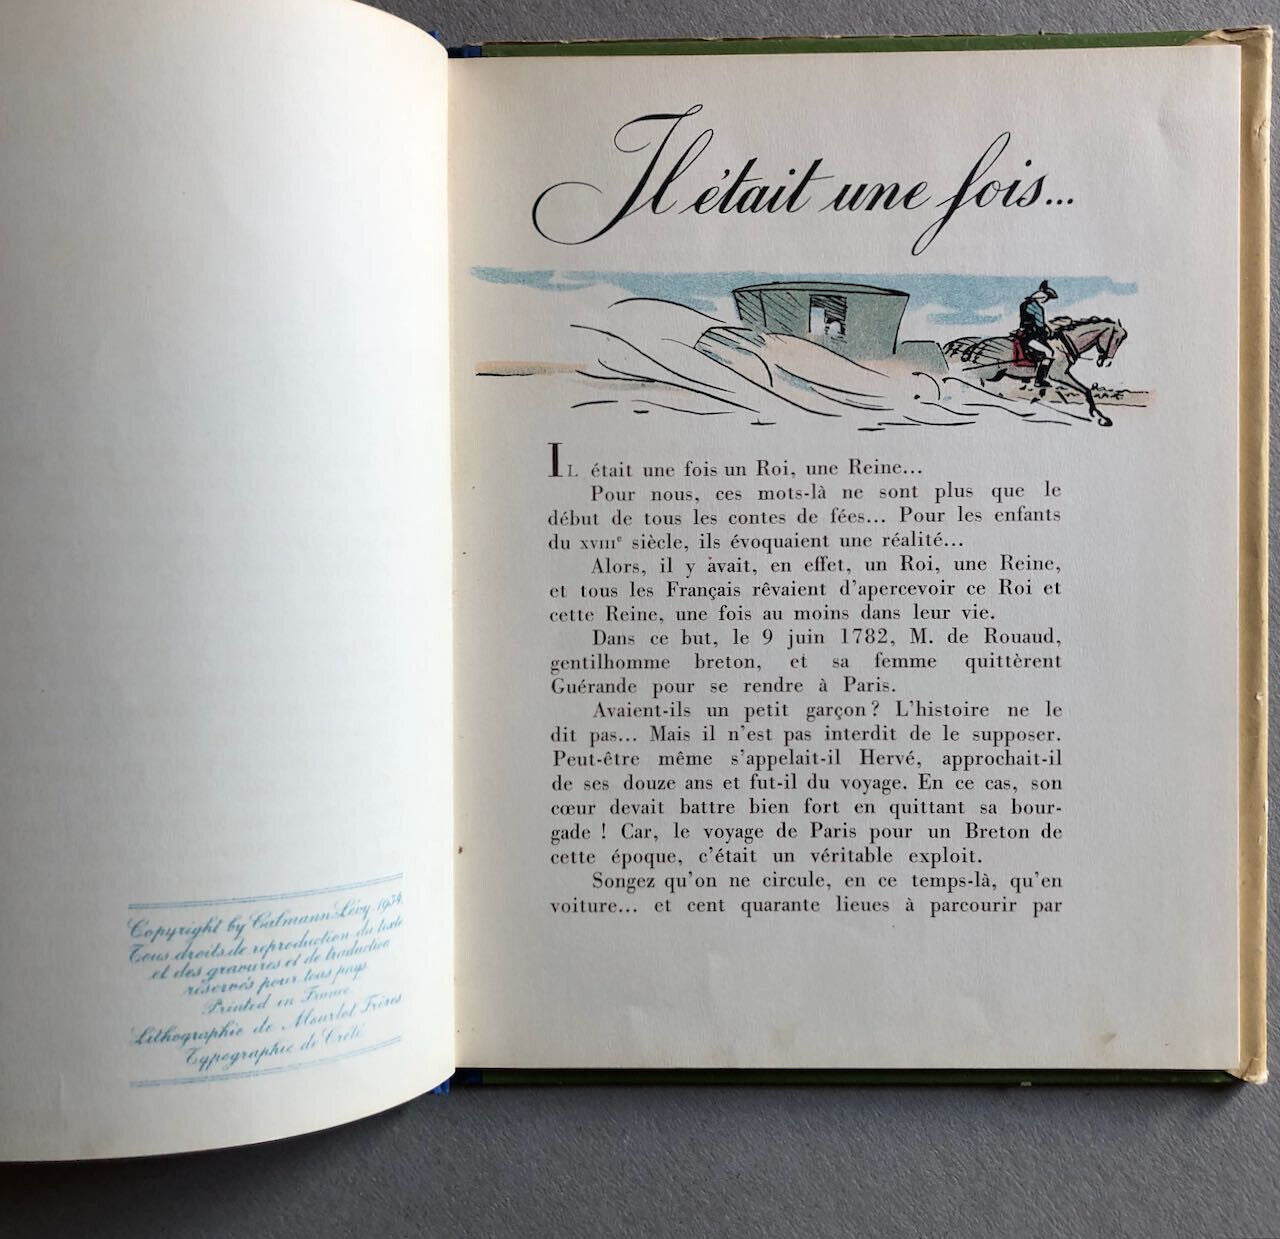 Copyright by Calmann-Lévy 1934.
Tous droits de reproduction du texte
et des gravures et de traduction
réservés pour tous pays.
Printed in France.
Lithographie de Mourlot Frères
Typographie de Crété
Il était une fois...
IL était une fois un Roi, une Reine...
Pour nous, ces mots-là ne sont plus que le
début de tous les contes de fées... Pour les enfants
du XVIIIe siècle, ils évoquaient une réalité...
Alors, il y avait, en effet, un Roi, une Reine,
et tous les Français rêvaient d'apercevoir ce Roi et
cette Reine, une fois au moins dans leur vie.
Dans ce but, le 9 juin 1782, M. de Rouaud,
gentilhomme breton, et sa femme quittèrent
Guérande pour se rendre à Paris.
Avaient-ils un petit garçon ? L'histoire ne le
dit pas... Mais il n'est pas interdit de le supposer.
Peut-être même s'appelait-il Hervé, approchait-il
de ses douze ans et fut-il du voyage. En ce cas, son
cœur devait battre bien fort en quittant sa bour-
gade ! Car, le voyage de Paris pour un Breton de
cette époque, c'était un véritable exploit.
Songez qu'on ne circule, en ce temps-là, qu'en
voiture... et cent quarante lieues à parcourir par